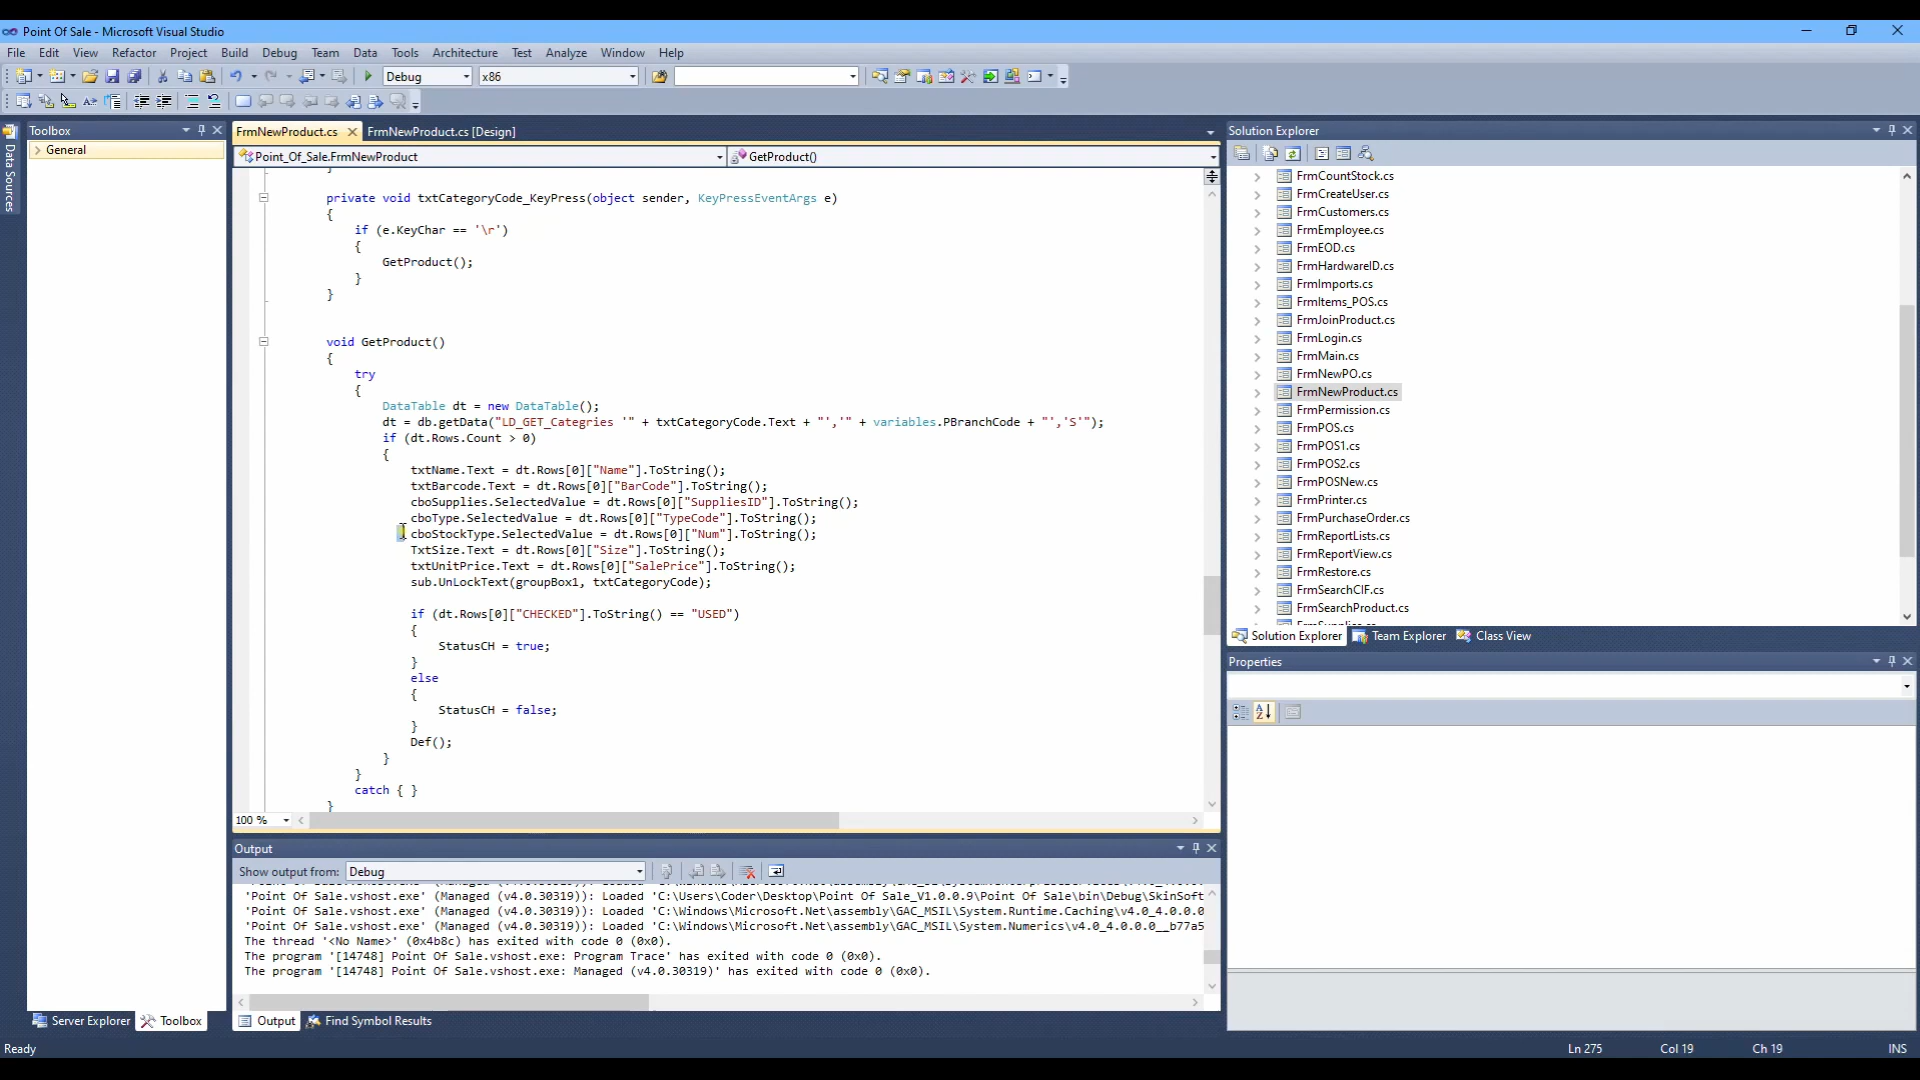 Point Of Sale - Microsoft Visual Studio
File Edit View Refactor Project Build Debug Team Data Tools Architecture Test Analyze Window Help
Debug x86
Data Sources
Toolbox
General
FrmNewProduct.cs FrmNewProduct.cs [Design]
Point_Of_Sale.FrmNewProduct GetProduct()
private void txtCategoryCode_KeyPress(object sender, KeyPressEventArgs e)
{
if (e.KeyChar == '\r')
{
GetProduct();
}
}
void GetProduct()
{
try
{
DataTable dt = new DataTable();
dt = db.getData("LD_GET_Categries '" + txtCategoryCode.Text + "','" + variables.PBranchCode + "','S'");
if (dt.Rows.Count > 0)
{
txtName.Text = dt.Rows[0]["Name"].ToString();
txtBarcode.Text = dt.Rows[0]["BarCode"].ToString();
cboSupplies.SelectedValue = dt.Rows[0]["SuppliesID"].ToString();
cboType.SelectedValue = dt.Rows[0]["TypeCode"].ToString();
cboStockType.SelectedValue = dt.Rows[0]["Num"].ToString();
TxtSize.Text = dt.Rows[0]["Size"].ToString();
txtUnitPrice.Text = dt.Rows[0]["SalePrice"].ToString();
sub.UnLockText(groupBox1, txtCategoryCode);
if (dt.Rows[0]["CHECKED"].ToString() == "USED")
{
StatusCH = true;
}
else
{
StatusCH = false;
}
Def();
}
}
catch { }
}
100 %
Output
Show output from: Debug
'Point Of Sale.vshost.exe' (Managed (v4.0.30319)): Loaded 'C:\Users\Coder\Desktop\Point Of Sale_V1.0.0.9\Point Of Sale\bin\Debug\SkinSoft
'Point Of Sale.vshost.exe' (Managed (v4.0.30319)): Loaded 'C:\Windows\Microsoft.Net\assembly\GAC_MSIL\System.Runtime.Caching\v4.0_4.0.0.0
'Point Of Sale.vshost.exe' (Managed (v4.0.30319)): Loaded 'C:\Windows\Microsoft.Net\assembly\GAC_MSIL\System.Numerics\v4.0_4.0.0.0__b77a5
The thread '<No Name>' (0x4b8c) has exited with code 0 (0x0).
The program '[14748] Point Of Sale.vshost.exe: Program Trace' has exited with code 0 (0x0).
The program '[14748] Point Of Sale.vshost.exe: Managed (v4.0.30319)' has exited with code 0 (0x0).
Server Explorer Toolbox
Output Find Symbol Results
Solution Explorer
FrmCountStock.cs
FrmCreateUser.cs
FrmCustomers.cs
FrmEmployee.cs
FrmEOD.cs
FrmHardwareID.cs
FrmImports.cs
FrmItems_POS.cs
FrmJoinProduct.cs
FrmLogin.cs
FrmMain.cs
FrmNewPO.cs
FrmNewProduct.cs
FrmPermission.cs
FrmPOS.cs
FrmPOS1.cs
FrmPOS2.cs
FrmPOSNew.cs
FrmPrinter.cs
FrmPurchaseOrder.cs
FrmReportLists.cs
FrmReportView.cs
FrmRestore.cs
FrmSearchCIF.cs
FrmSearchProduct.cs
Solution Explorer Team Explorer Class View
Properties
Ready Ln 275 Col 19 Ch 19 INS